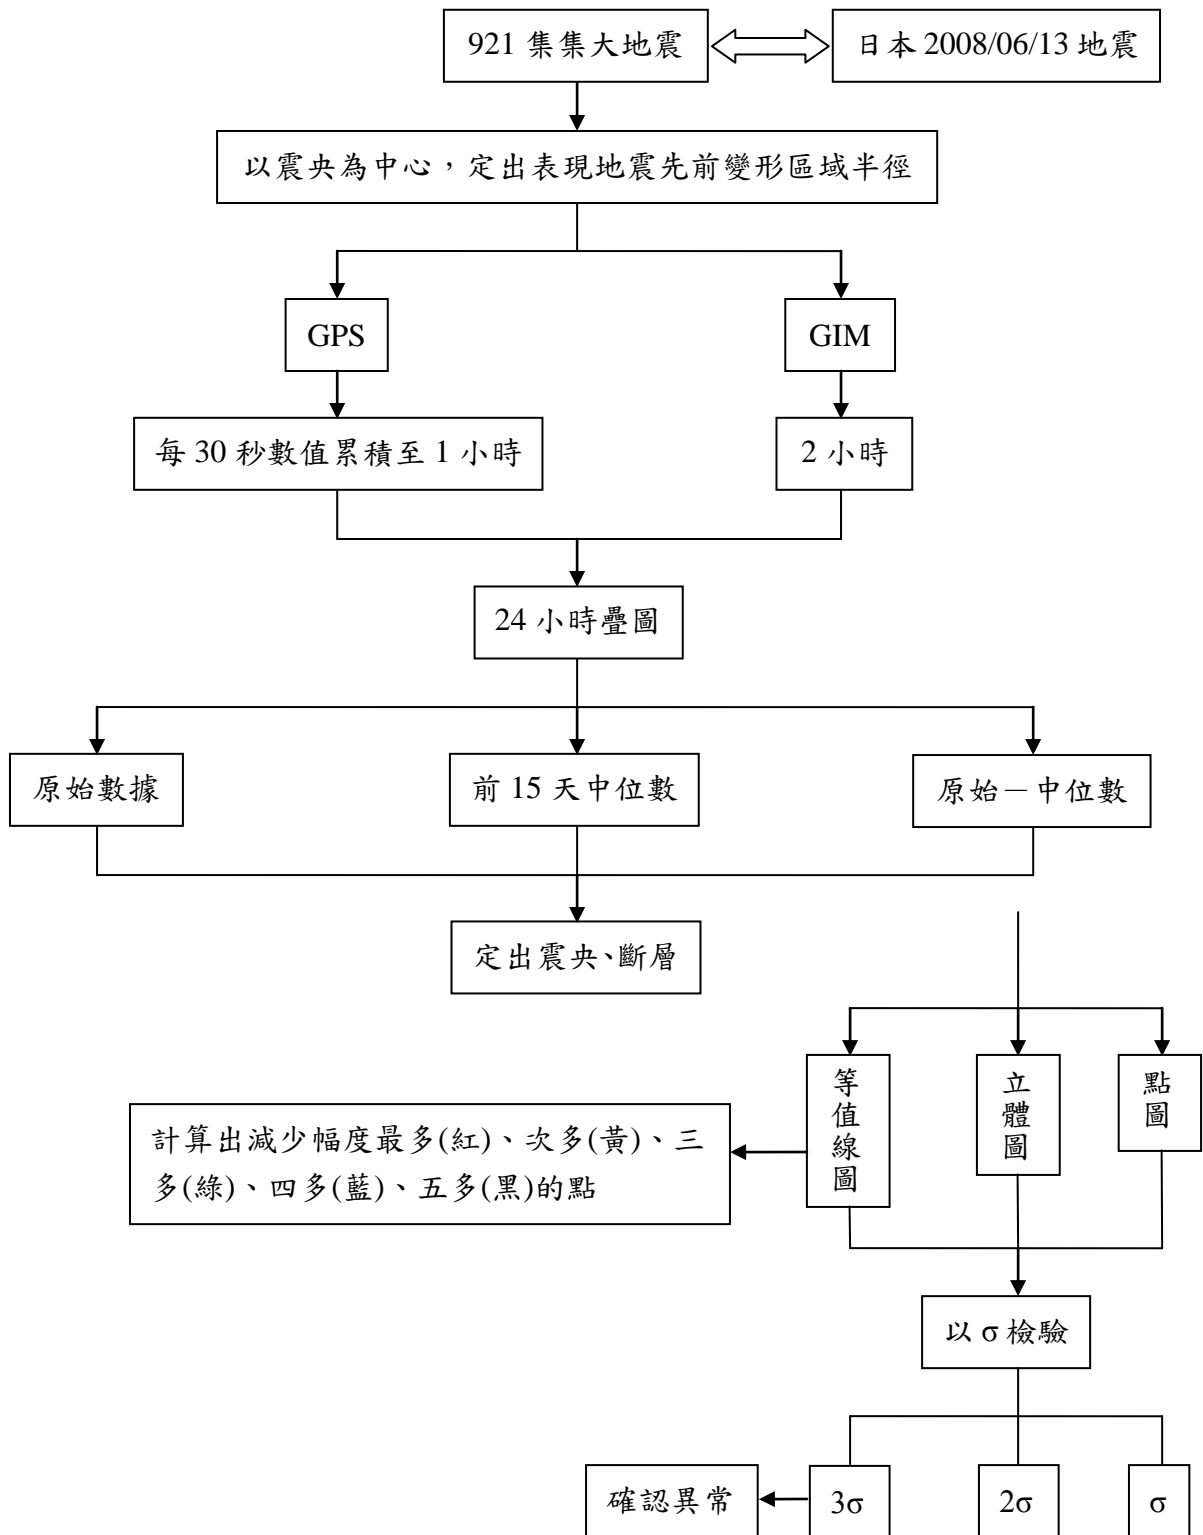 921 集集大地震
日本 2008/06/13 地震
以震央為中心，定出表現地震先前變形區域半徑
GPS
GIM
每 30 秒數值累積至 1 小時
2 小時
24 小時疊圖
原始數據
前 15 天中位數
原始－中位數
定出震央、斷層
等值線圖
立體圖
點圖
計算出減少幅度最多(紅)、次多(黃)、三
多(綠)、四多(藍)、五多(黑)的點
以 σ 檢驗
確認異常
3σ
2σ
σ